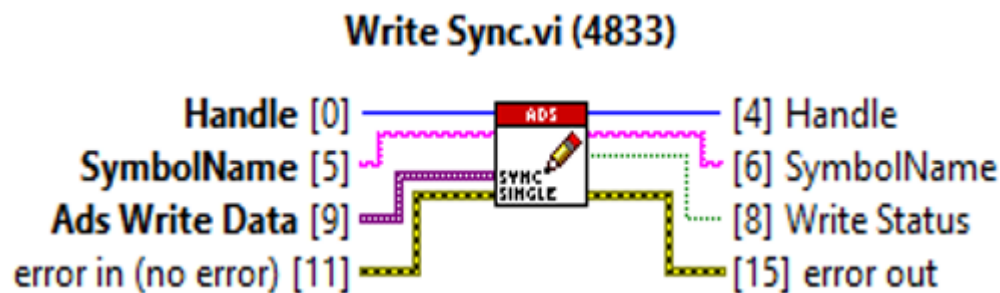 Write Sync.vi (4833)
Handle [0] ADS [4] Handle
SymbolName [5] [6] SymbolName
Ads Write Data [9] SYNC SINGLE [8] Write Status
error in (no error) [11] [15] error out